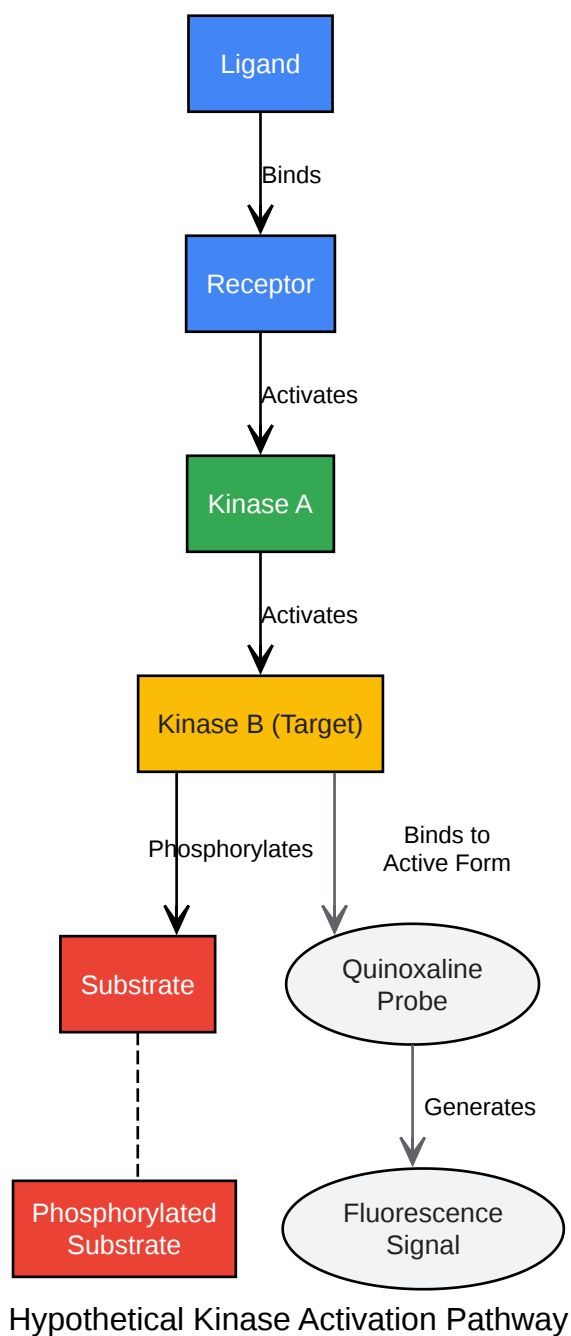 Ligand
Binds
Receptor
Activates
Kinase A
Activates
Kinase B (Target)
Phosphorylates
Binds to
Active Form
Substrate
Quinoxaline
Probe
Generates
Phosphorylated
Substrate
Fluorescence
Signal
Hypothetical Kinase Activation Pathway